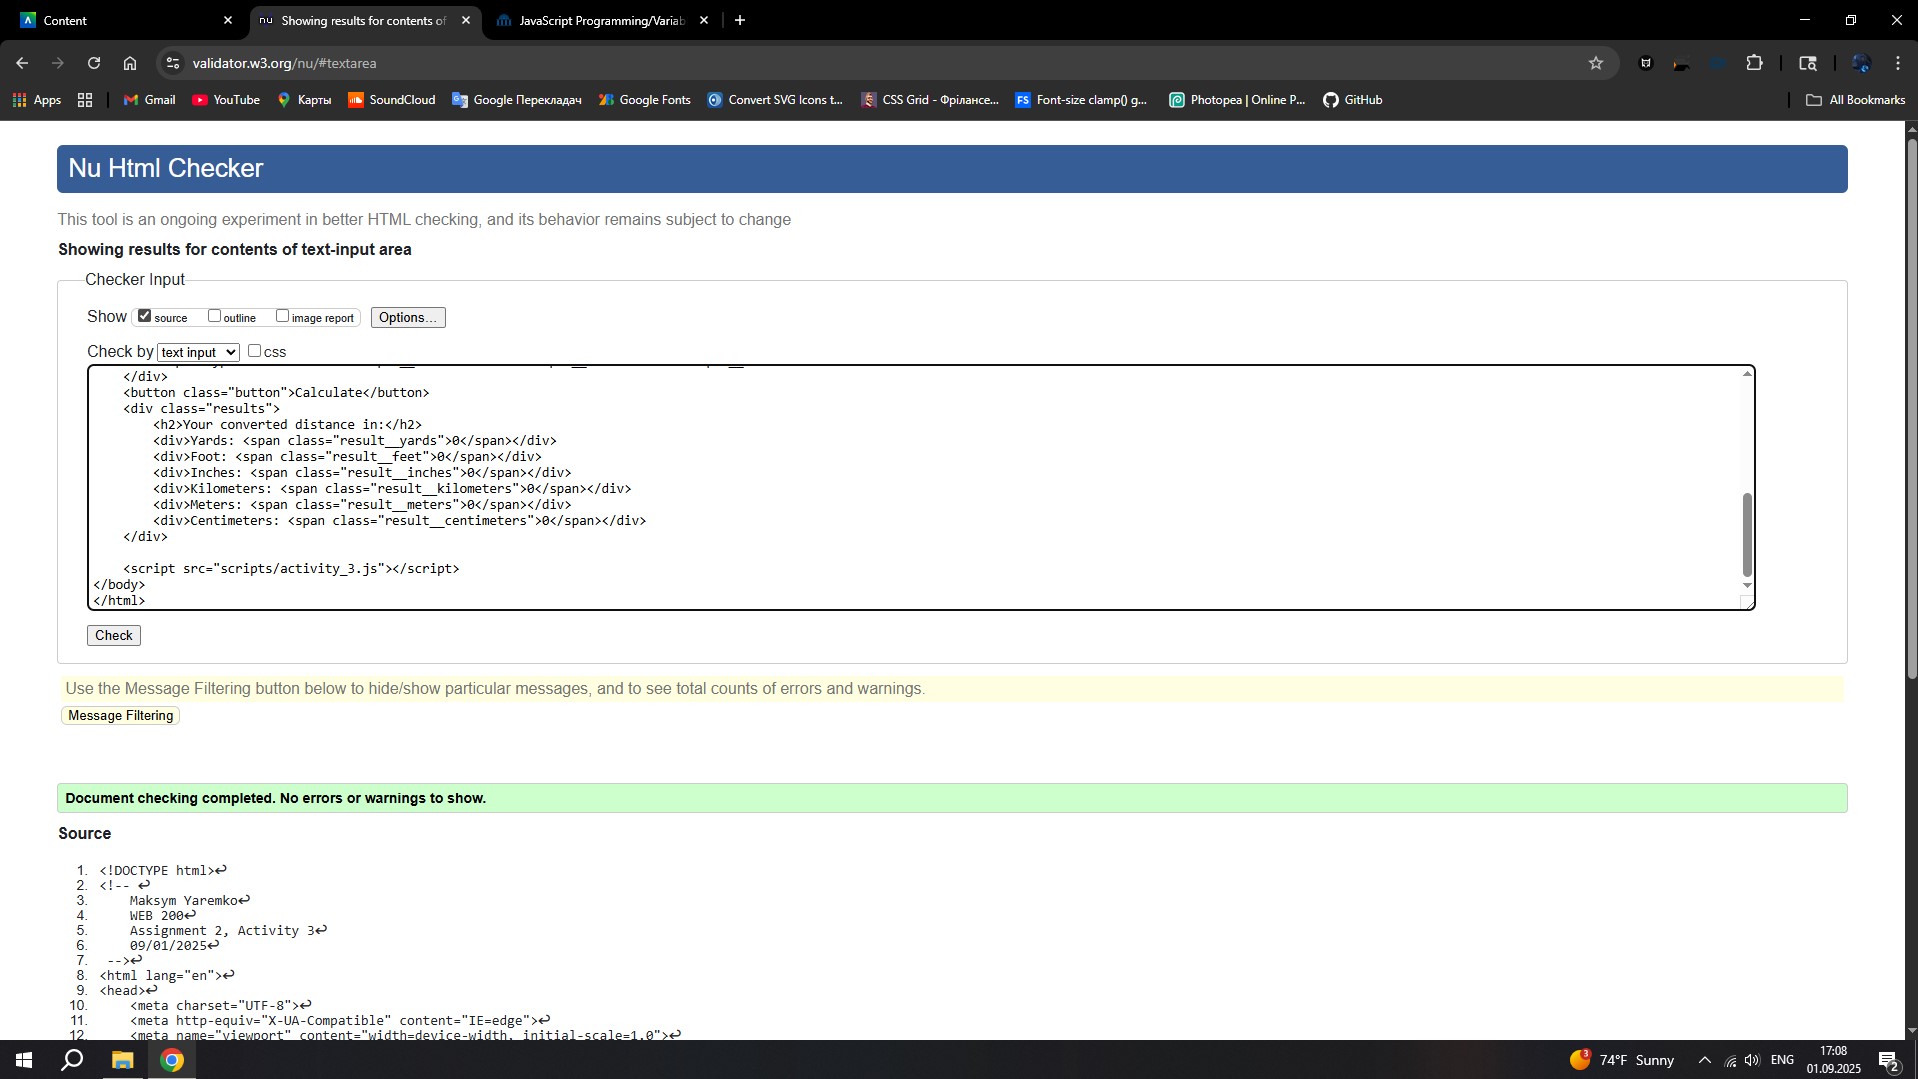 Content
Showing results for contents of
JavaScript Programming/Variab
validator.w3.org/nu/#textarea
Apps
Gmail
YouTube
Карты
SoundCloud
Google Перекладач
Google Fonts
Convert SVG Icons t...
CSS Grid - Фрілансе...
FS
Font-size clamp() g...
Photopea | Online P...
GitHub
All Bookmarks
Nu Html Checker
This tool is an ongoing experiment in better HTML checking, and its behavior remains subject to change
Showing results for contents of text-input area
Checker Input
Show source outline image report Options...
Check by text input css
</div>
<button class="button">Calculate</button>
<div class="results">
<h2>Your converted distance in:</h2>
<div>Yards: <span class="result__yards">0</span></div>
<div>Foot: <span class="result__feet">0</span></div>
<div>Inches: <span class="result__inches">0</span></div>
<div>Kilometers: <span class="result__kilometers">0</span></div>
<div>Meters: <span class="result__meters">0</span></div>
<div>Centimeters: <span class="result__centimeters">0</span></div>
</div>
<script src="scripts/activity_3.js"></script>
</body>
</html>
Check
Use the Message Filtering button below to hide/show particular messages, and to see total counts of errors and warnings.
Message Filtering
Document checking completed. No errors or warnings to show.
Source
1. <!DOCTYPE html>↩
2. <!-- ↩
3. Maksym Yaremko↩
4. WEB 200↩
5. Assignment 2, Activity 3↩
6. 09/01/2025↩
7. -->↩
8. <html lang="en">↩
9. <head>↩
10. <meta charset="UTF-8">↩
11. <meta http-equiv="X-UA-Compatible" content="IE=edge">↩
12. <meta name="viewport" content="width=device-width, initial-scale=1.0">↩
3
74°F Sunny
ENG
17:08
01.09.2025
2